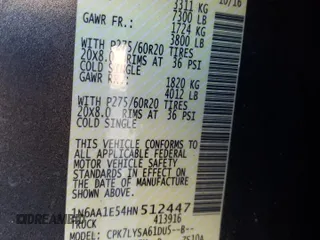 3311 KG 10/16
7300 LB
GAWR FR.: 1724 KG
3800 LB
WITH P275/60R20 TIRES
20X8.0 RIMS AT 36 PSI
COLD SINGLE
GAWR 1820 KG
4012 LB
WITH P275/60R20 TIRES
20X8.0 RIMS AT 36 PSI
COLD SINGLE
THIS VEHICLE CONFORMS TO ALL
APPLICABLE FEDERAL MOTOR
VEHICLE SAFETY
STANDARDS IN EFFECT ON THE DATE
OF MANUFACTURE SHOWN
ABOVE.
1N6AA1E54HN512447
TRUCK 413916
MODEL: CPK7LYSA61DU5--B--